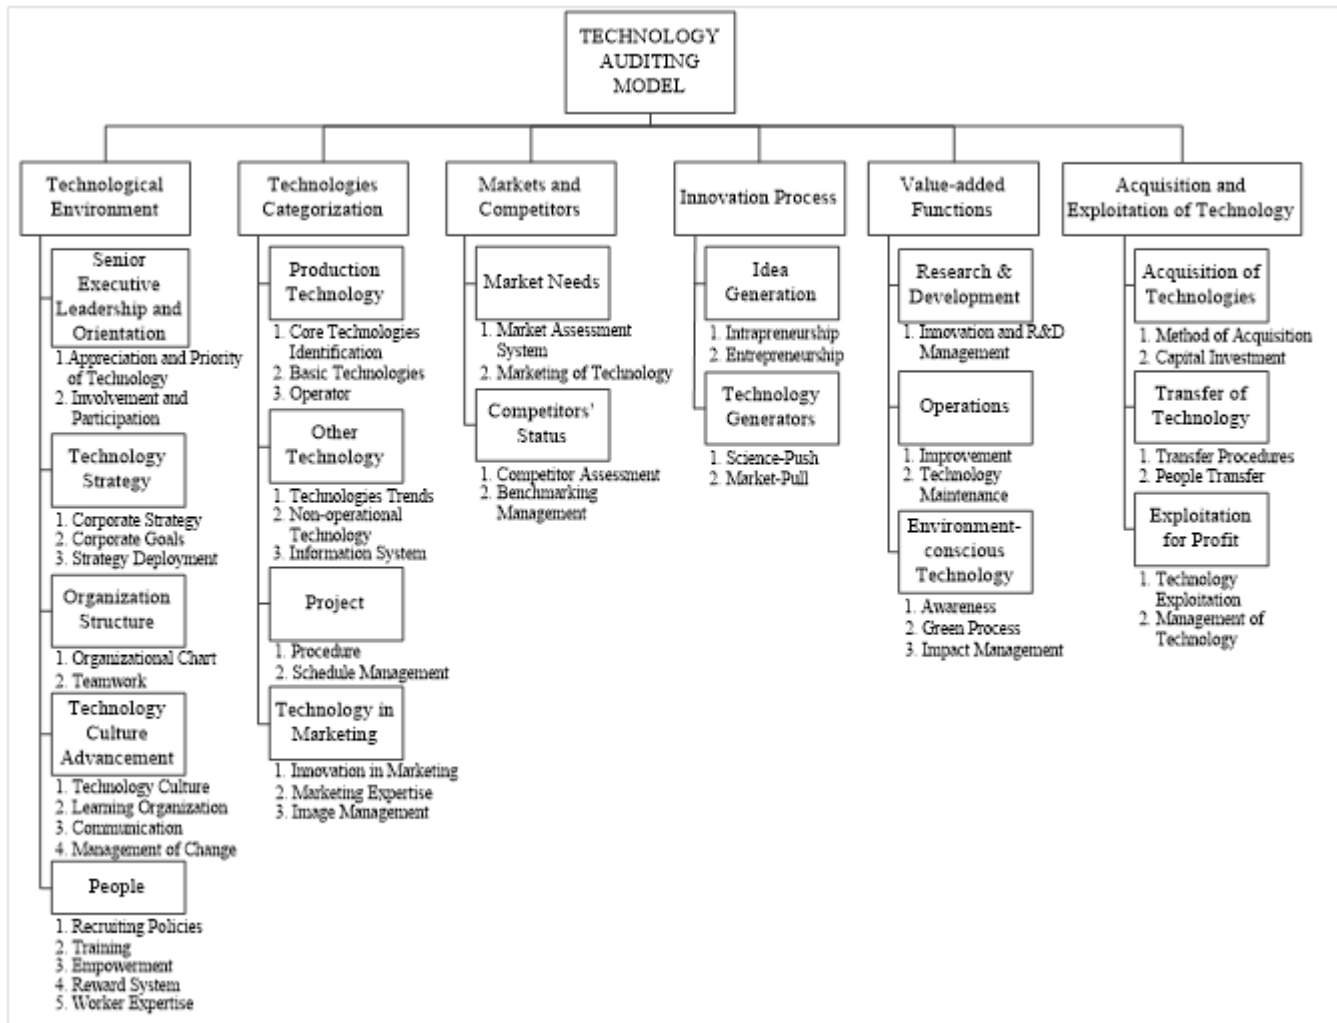 TECHNOLOGY
AUDITING
MODEL
Technological
Environment
Senior
Executive
Leadership and
Orientation
1.Appreciation and Priority
of Technology
2. Involvement and
Participation
Technology
Strategy
1. Corporate Strategy
2. Corporate Goals
3. Strategy Deployment
Organization
Structure
1. Organizational Chart
2. Teamwork
Technology
Culture
Advancement
1. Technology Culture
2. Learning Organization
3. Communication
4. Management of Change
People
1. Recruiting Policies
2. Training
3. Empowerment
4. Reward System
5. Worker Expertise
Technologies
Categorization
Production
Technology
1. Core Technologies
Identification
2. Basic Technologies
3. Operator
Other
Technology
1. Technologies Trends
2. Non-operational
Technology
3. Information System
Project
1. Procedure
2. Schedule Management
Technology in
Marketing
1. Innovation in Marketing
2. Marketing Expertise
3. Image Management
Markets and
Competitors
Market Needs
1. Market Assessment
System
2. Marketing of Technology
Competitors'
Status
1. Competitor Assessment
2. Benchmarking
Management
Innovation Process
Idea
Generation
1. Intrapreneurship
2. Entrepreneurship
Technology
Generators
1. Science-Push
2. Market-Pull
Value-added
Functions
Research &
Development
1. Innovation and R&D
Management
Operations
1. Improvement
2. Technology
Maintenance
Environment-
conscious
Technology
1. Awareness
2. Green Process
3. Impact Management
Acquisition and
Exploitation of Technology
Acquisition of
Technologies
1. Method of Acquisition
2. Capital Investment
Transfer of
Technology
1. Transfer Procedures
2. People Transfer
Exploitation
for Profit
1. Technology
Exploitation
2. Management of
Technology